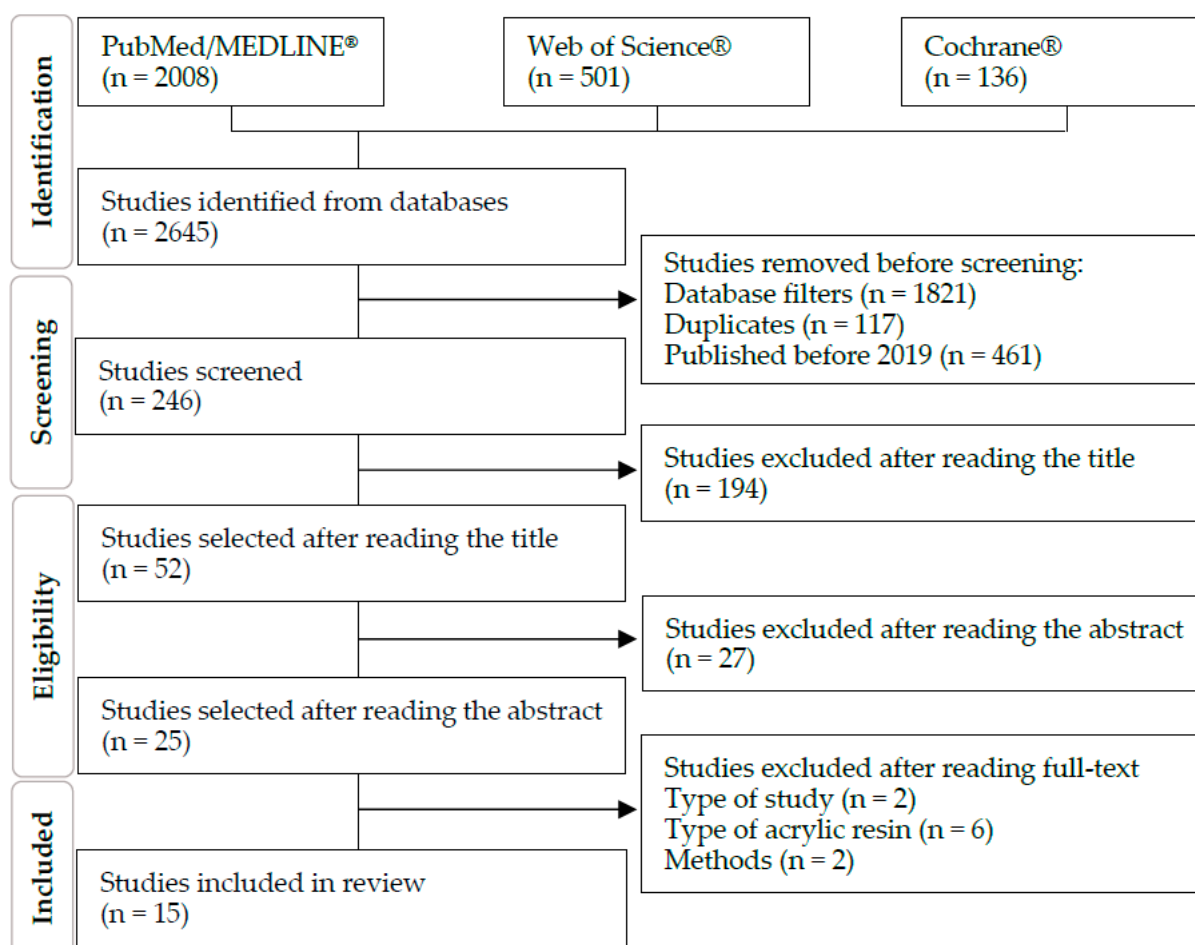 Identification
PubMed/MEDLINE®
(n = 2008)
Web of Science®
(n = 501)
Cochrane®
(n = 136)
Studies identified from databases
(n = 2645)
Studies removed before screening:
Database filters (n = 1821)
Duplicates (n = 117)
Published before 2019 (n = 461)
Screening
Studies screened
(n = 246)
Studies excluded after reading the title
(n = 194)
Eligibility
Studies selected after reading the title
(n = 52)
Studies excluded after reading the abstract
(n = 27)
Studies selected after reading the abstract
(n = 25)
Studies excluded after reading full-text
Type of study (n = 2)
Type of acrylic resin (n = 6)
Methods (n = 2)
Included
Studies included in review
(n = 15)